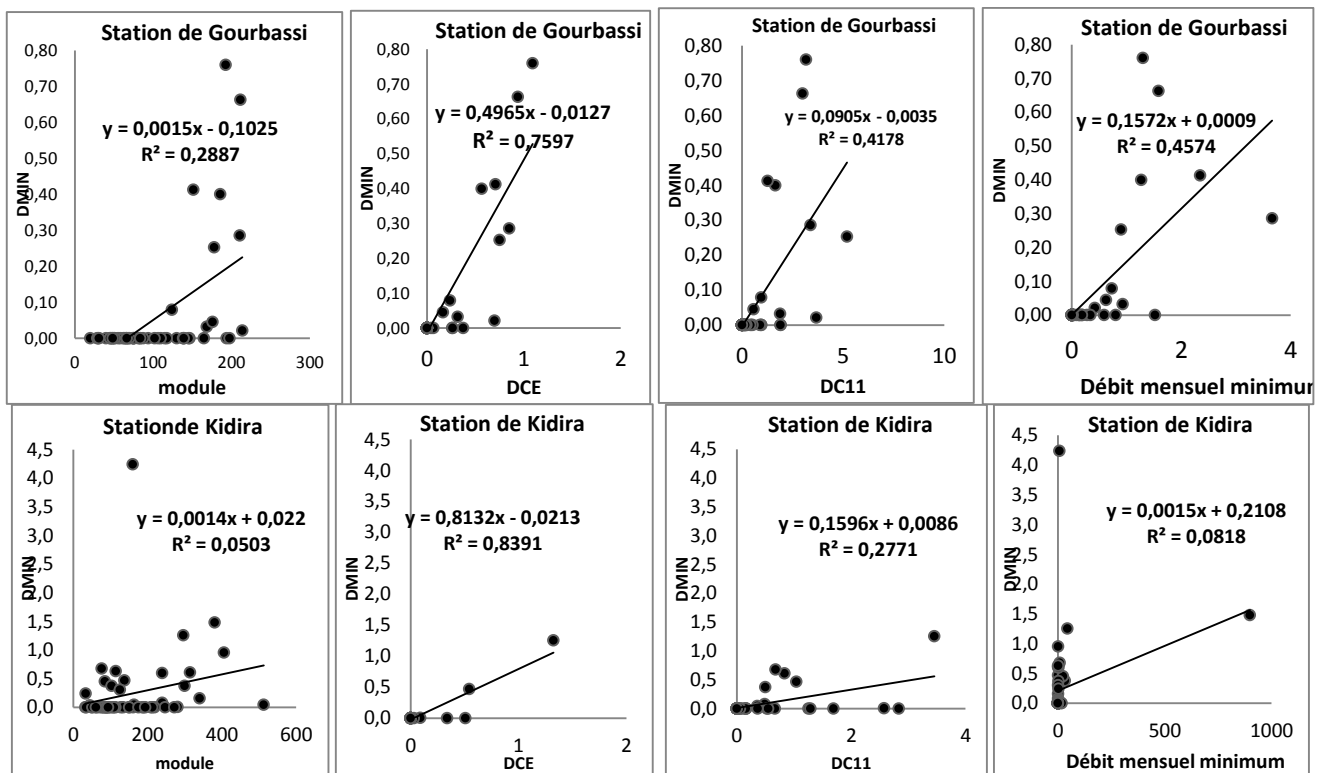 Station de Gourbassi
0,80
0,70
0,60
0,50
0,40
0,30
0,20
0,10
0,00
DMIN
y = 0,0015x - 0,1025
R² = 0,2887
0 100 200 300
module
Station de Gourbassi
0,80
0,70
0,60
0,50
0,40
0,30
0,20
0,10
0,00
DMIN
y = 0,4965x - 0,0127
R² = 0,7597
0 1 2
DCE
Station de Gourbassi
0,80
0,70
0,60
0,50
0,40
0,30
0,20
0,10
0,00
DMIN
y = 0,0905x - 0,0035
R² = 0,4178
0 5 10
DC11
Station de Gourbassi
0,80
0,70
0,60
0,50
0,40
0,30
0,20
0,10
0,00
DMIN
y = 0,1572x + 0,0009
R² = 0,4574
0 2 4
Débit mensuel minimum
Stationde Kidira
4,5
4,0
3,5
3,0
2,5
2,0
1,5
1,0
0,5
0,0
DMIN
y = 0,0014x + 0,022
R² = 0,0503
0 200 400 600
module
Station de Kidira
4,5
4,0
3,5
3,0
2,5
2,0
1,5
1,0
0,5
0,0
DMIN
y = 0,8132x - 0,0213
R² = 0,8391
0 1 2
DCE
Station de Kidira
4,5
4,0
3,5
3,0
2,5
2,0
1,5
1,0
0,5
0,0
DMIN
y = 0,1596x + 0,0086
R² = 0,2771
0 2 4
DC11
Station de Kidira
4,5
4,0
3,5
3,0
2,5
2,0
1,5
1,0
0,5
0,0
DMIN
y = 0,0015x + 0,2108
R² = 0,0818
0 500 1000
Débit mensuel minimum